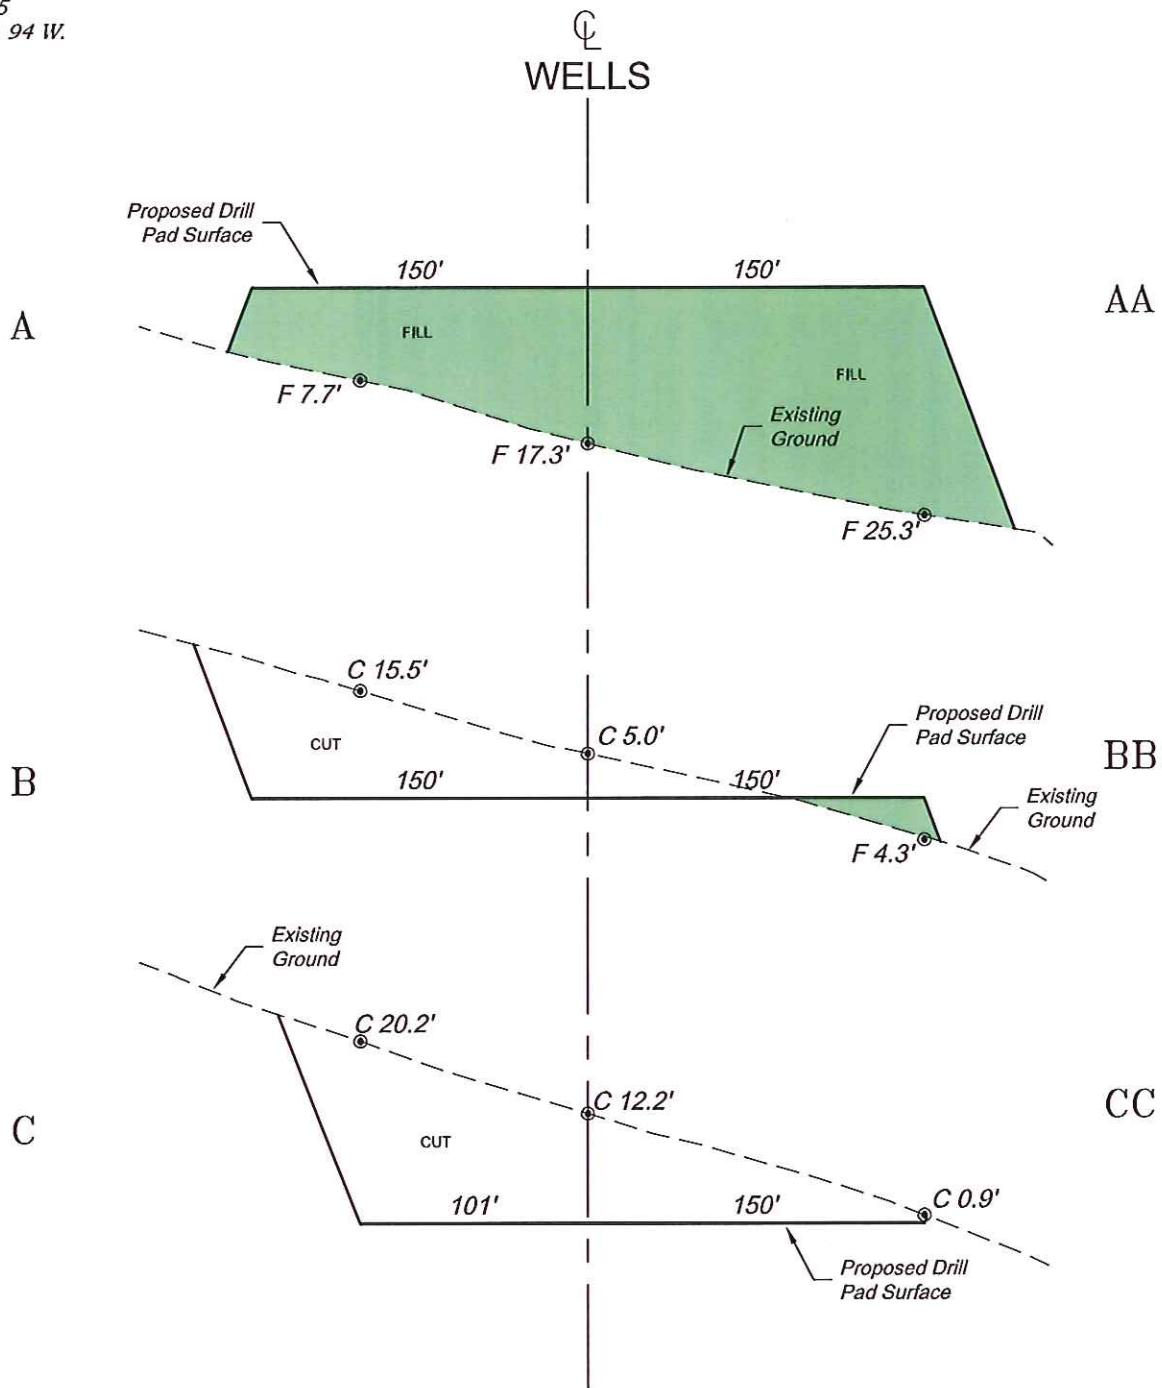 5
94 W.
℄
WELLS
Proposed Drill
Pad Surface
150'
150'
A
AA
FILL
FILL
F 7.7'
Existing
Ground
F 17.3'
F 25.3'
C 15.5'
C 5.0'
Proposed Drill
Pad Surface
CUT
B
BB
150'
150'
Existing
Ground
F 4.3'
Existing
Ground
C 20.2'
C 12.2'
C
CC
CUT
101'
150'
C 0.9'
Proposed Drill
Pad Surface